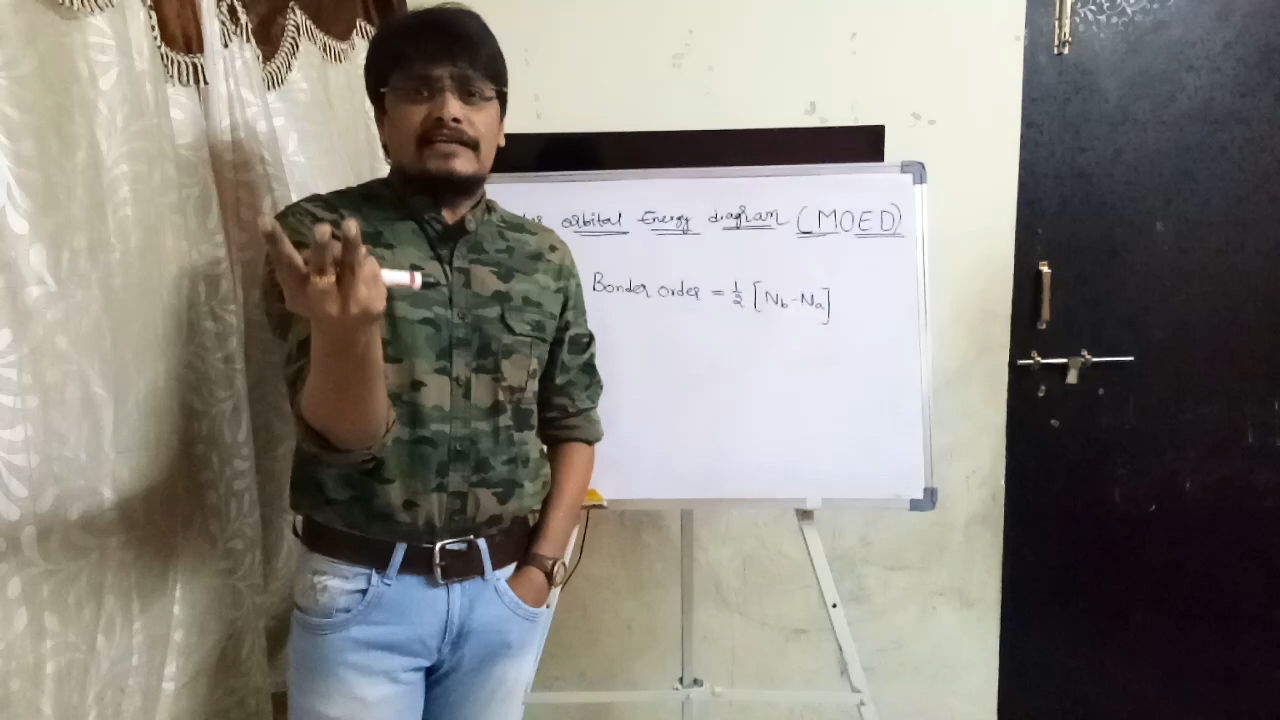 orbital Energy diagram (MOED)
Bonder order = 1/2 [Nb-Na]